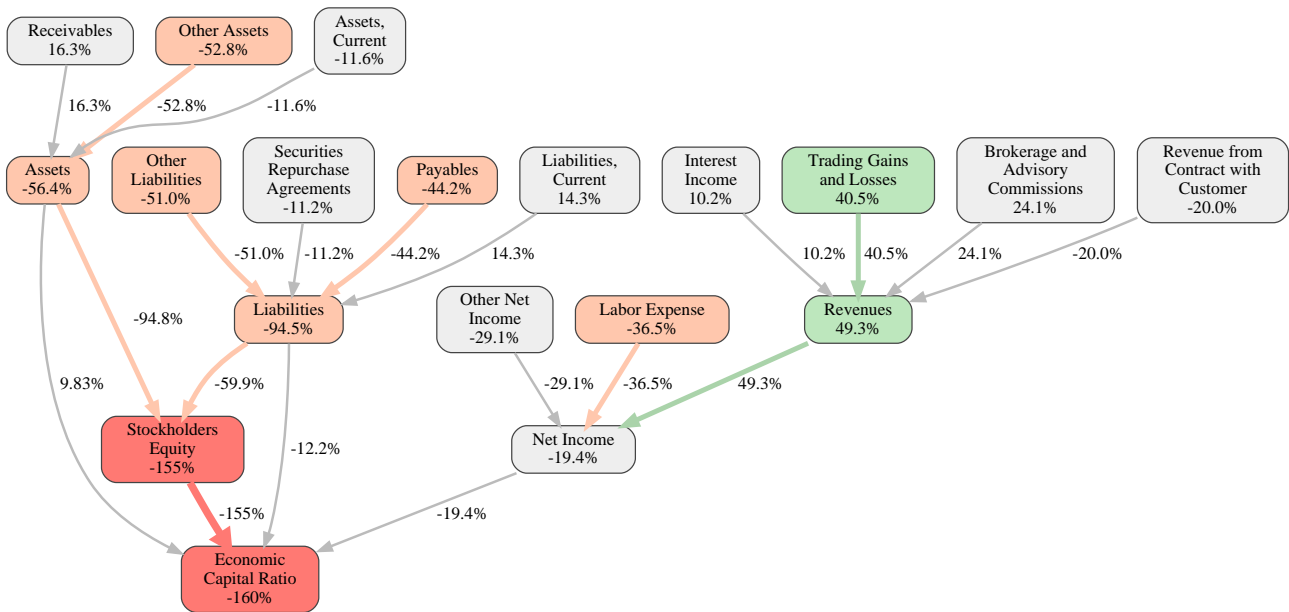 Receivables
16.3%
Other Assets
-52.8%
Assets,
Current
-11.6%
16.3%
-52.8%
-11.6%
Assets
-56.4%
Other
Liabilities
-51.0%
Securities
Repurchase
Agreements
-11.2%
Payables
-44.2%
Liabilities,
Current
14.3%
Interest
Income
10.2%
Trading Gains
and Losses
40.5%
Brokerage and
Advisory
Commissions
24.1%
Revenue from
Contract with
Customer
-20.0%
-51.0%
-11.2%
-44.2%
14.3%
10.2%
40.5%
24.1%
-20.0%
-94.8%
Liabilities
-94.5%
Other Net
Income
-29.1%
Labor Expense
-36.5%
Revenues
49.3%
9.83%
-59.9%
-29.1%
-36.5%
49.3%
Stockholders
Equity
-155%
-12.2%
Net Income
-19.4%
-155%
-19.4%
Economic
Capital Ratio
-160%